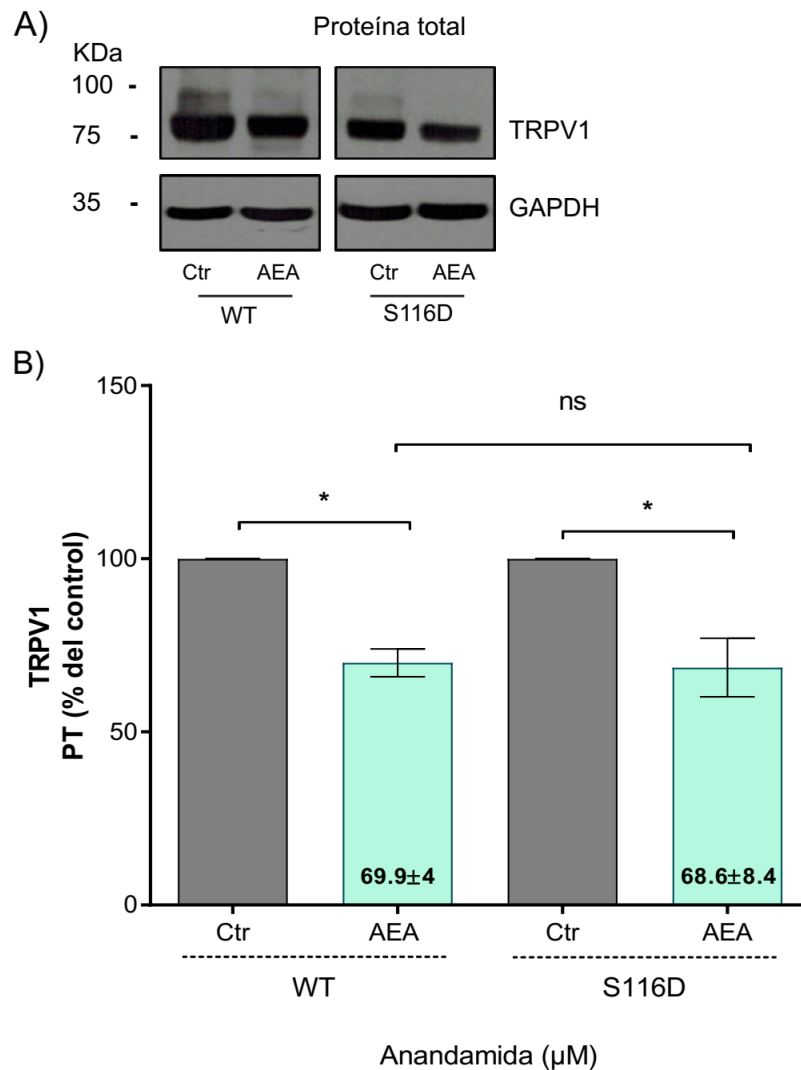 A)
Proteína total
KDa
100 -
75 -
TRPV1
35 -
GAPDH
Ctr AEA Ctr AEA
WT S116D
B)
150
ns
* *
100
TRPV1
PT (% del control)
50
69.9±4 68.6±8.4
0
Ctr AEA Ctr AEA
WT S116D
Anandamida (μM)